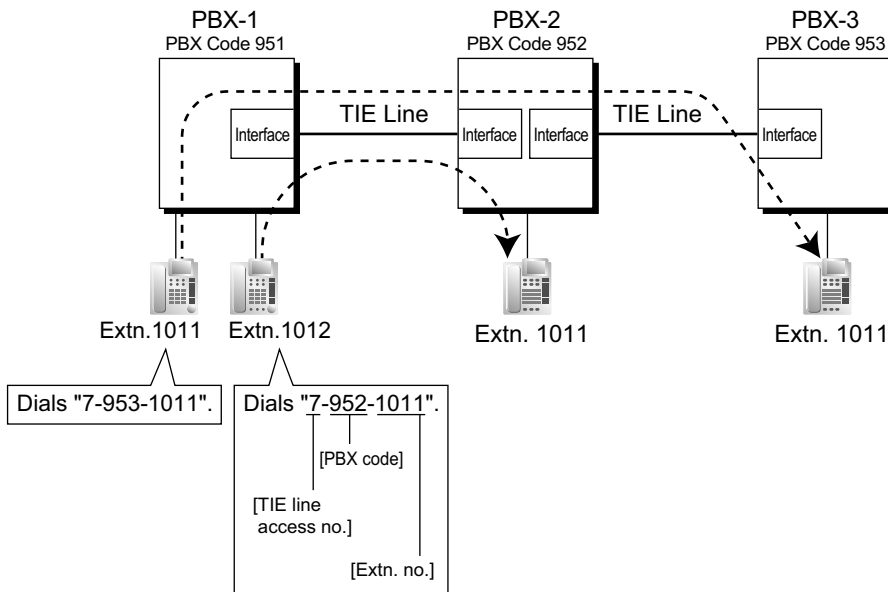 PBX-1
PBX Code 951
PBX-2
PBX Code 952
PBX-3
PBX Code 953
Interface
TIE Line
Interface
Interface
TIE Line
Interface
Extn.1011
Extn.1012
Extn. 1011
Extn. 1011
Dials "7-953-1011".
Dials "7-952-1011".
[PBX code]
[TIE line
access no.]
[Extn. no.]